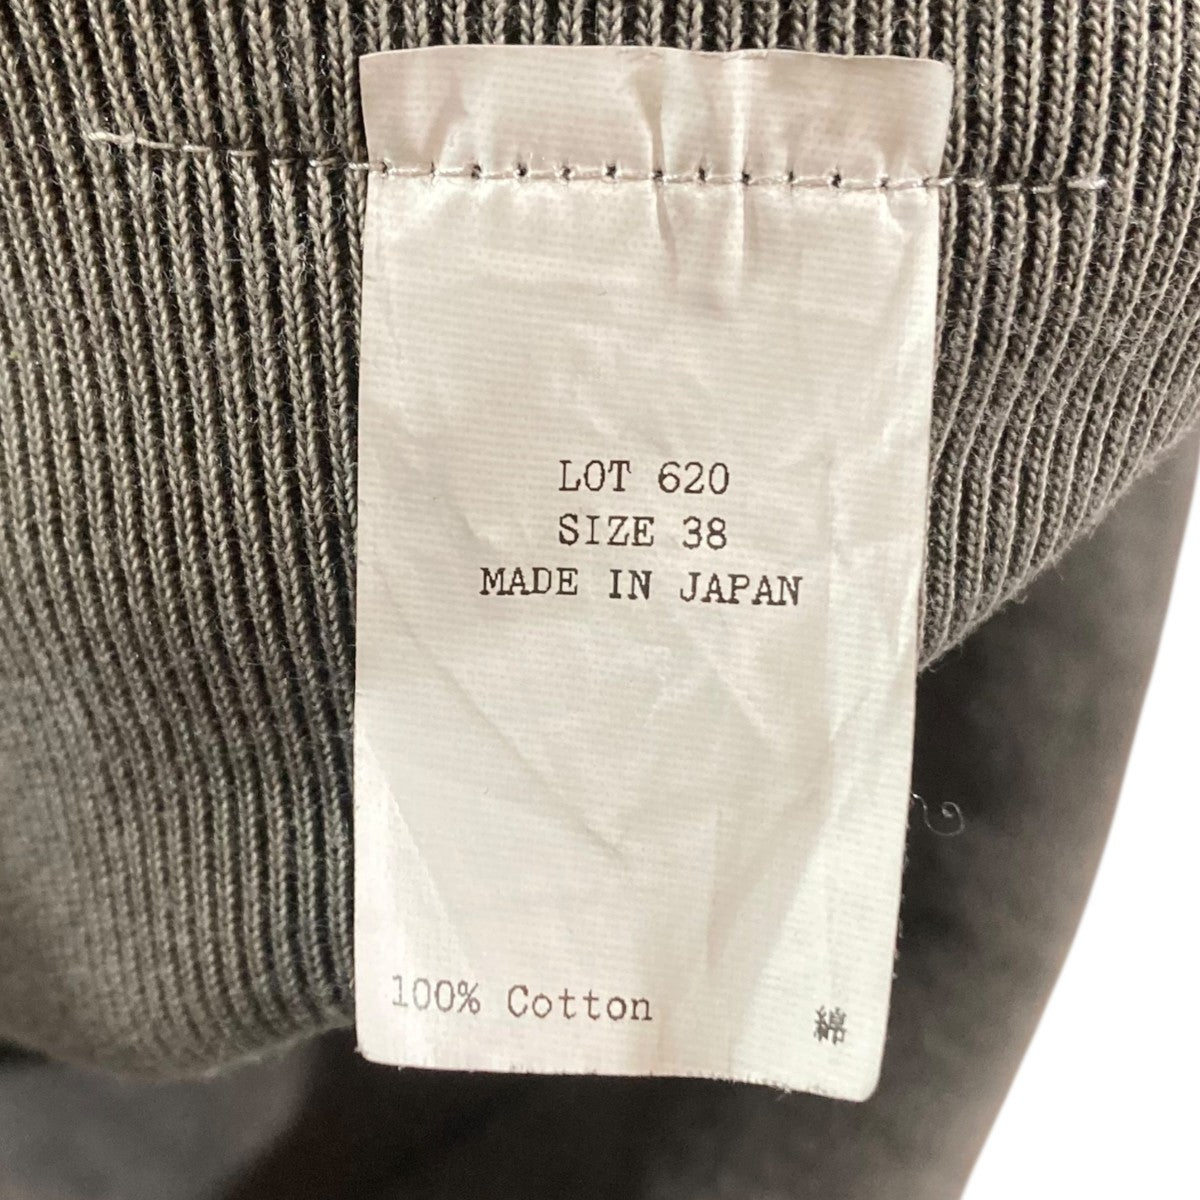 LOT 620
SIZE 38
MADE IN JAPAN
100% Cotton 綿